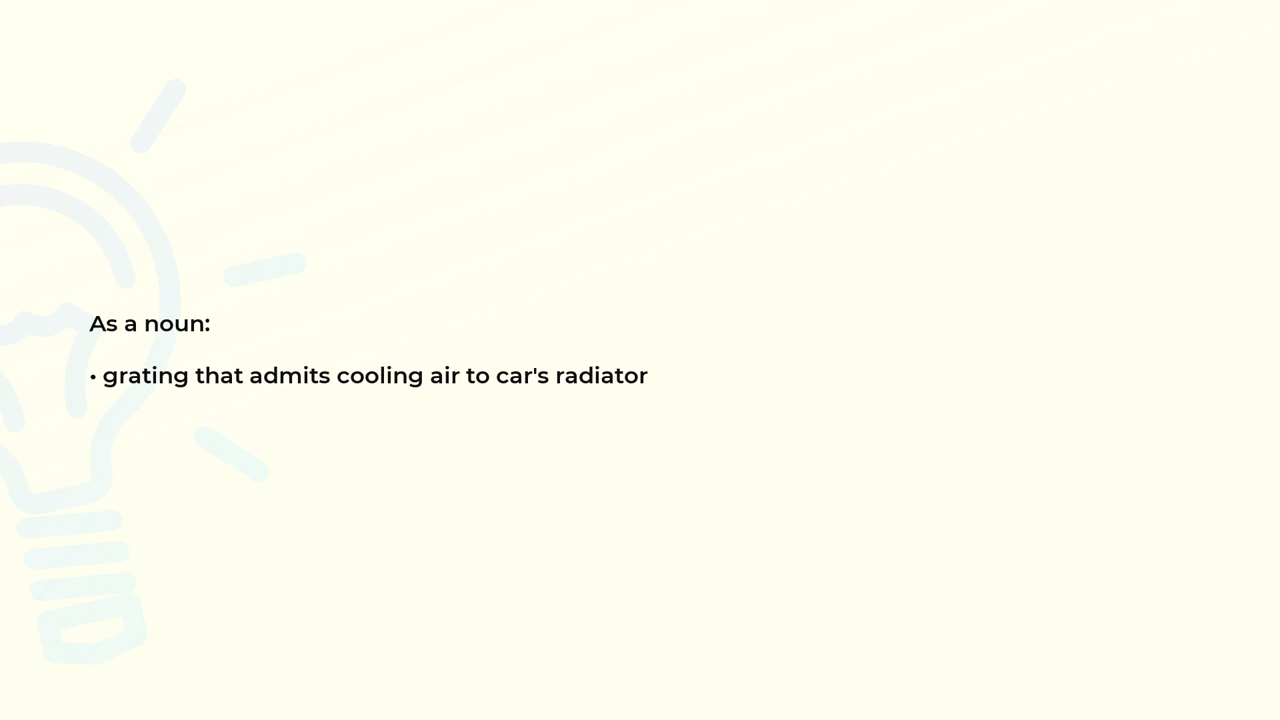 As a noun:
• grating that admits cooling air to car's radiator